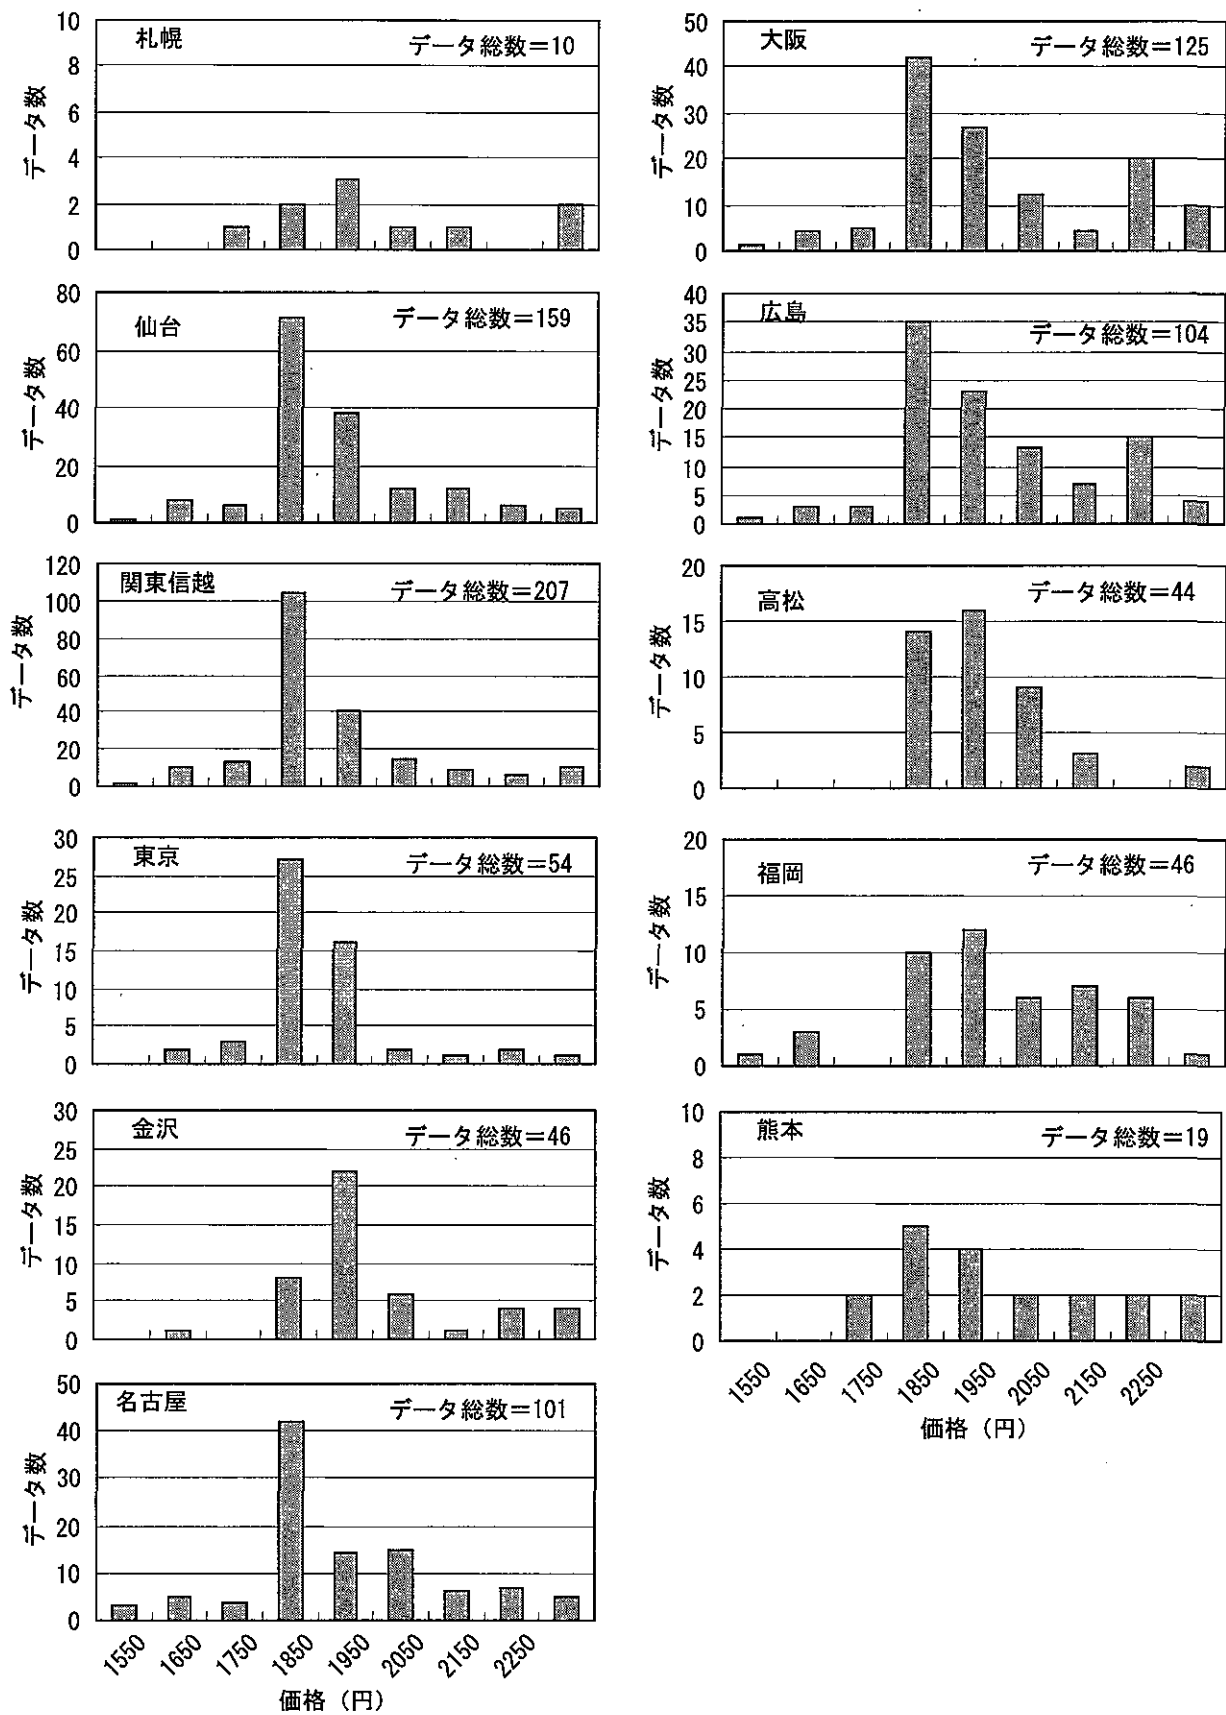 札幌 データ総数=10
データ数
10
8
6
4
2
0
仙台 データ総数=159
データ数
80
60
40
20
0
関東信越 データ総数=207
データ数
120
100
80
60
40
20
0
東京 データ総数=54
データ数
30
25
20
15
10
5
0
金沢 データ総数=46
データ数
30
25
20
15
10
5
0
名古屋 データ総数=101
データ数
50
40
30
20
10
0
1550 1650 1750 1850 1950 2050 2150 2250
価格（円）
大阪 データ総数=125
データ数
50
40
30
20
10
0
広島 データ総数=104
データ数
40
35
30
25
20
15
10
5
0
高松 データ総数=44
データ数
20
15
10
5
0
福岡 データ総数=46
データ数
20
15
10
5
0
熊本 データ総数=19
データ数
10
8
6
4
2
0
1550 1650 1750 1850 1950 2050 2150 2250
価格（円）